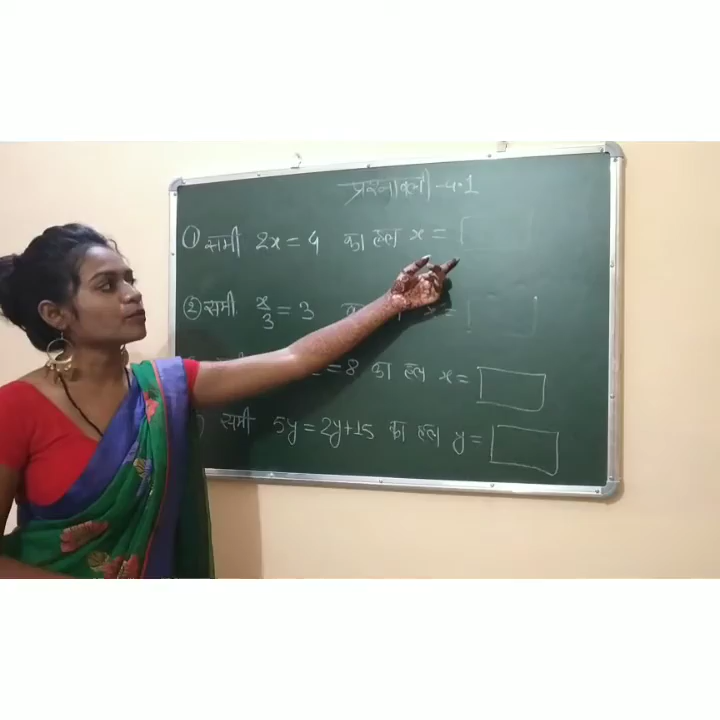 प्रश्नावली-4.1
① समी 2x = 4 का हल x =
② समी x/3 = 3 x =
= 8 का हल x =
समी 5y = 2y+15 का हल y =